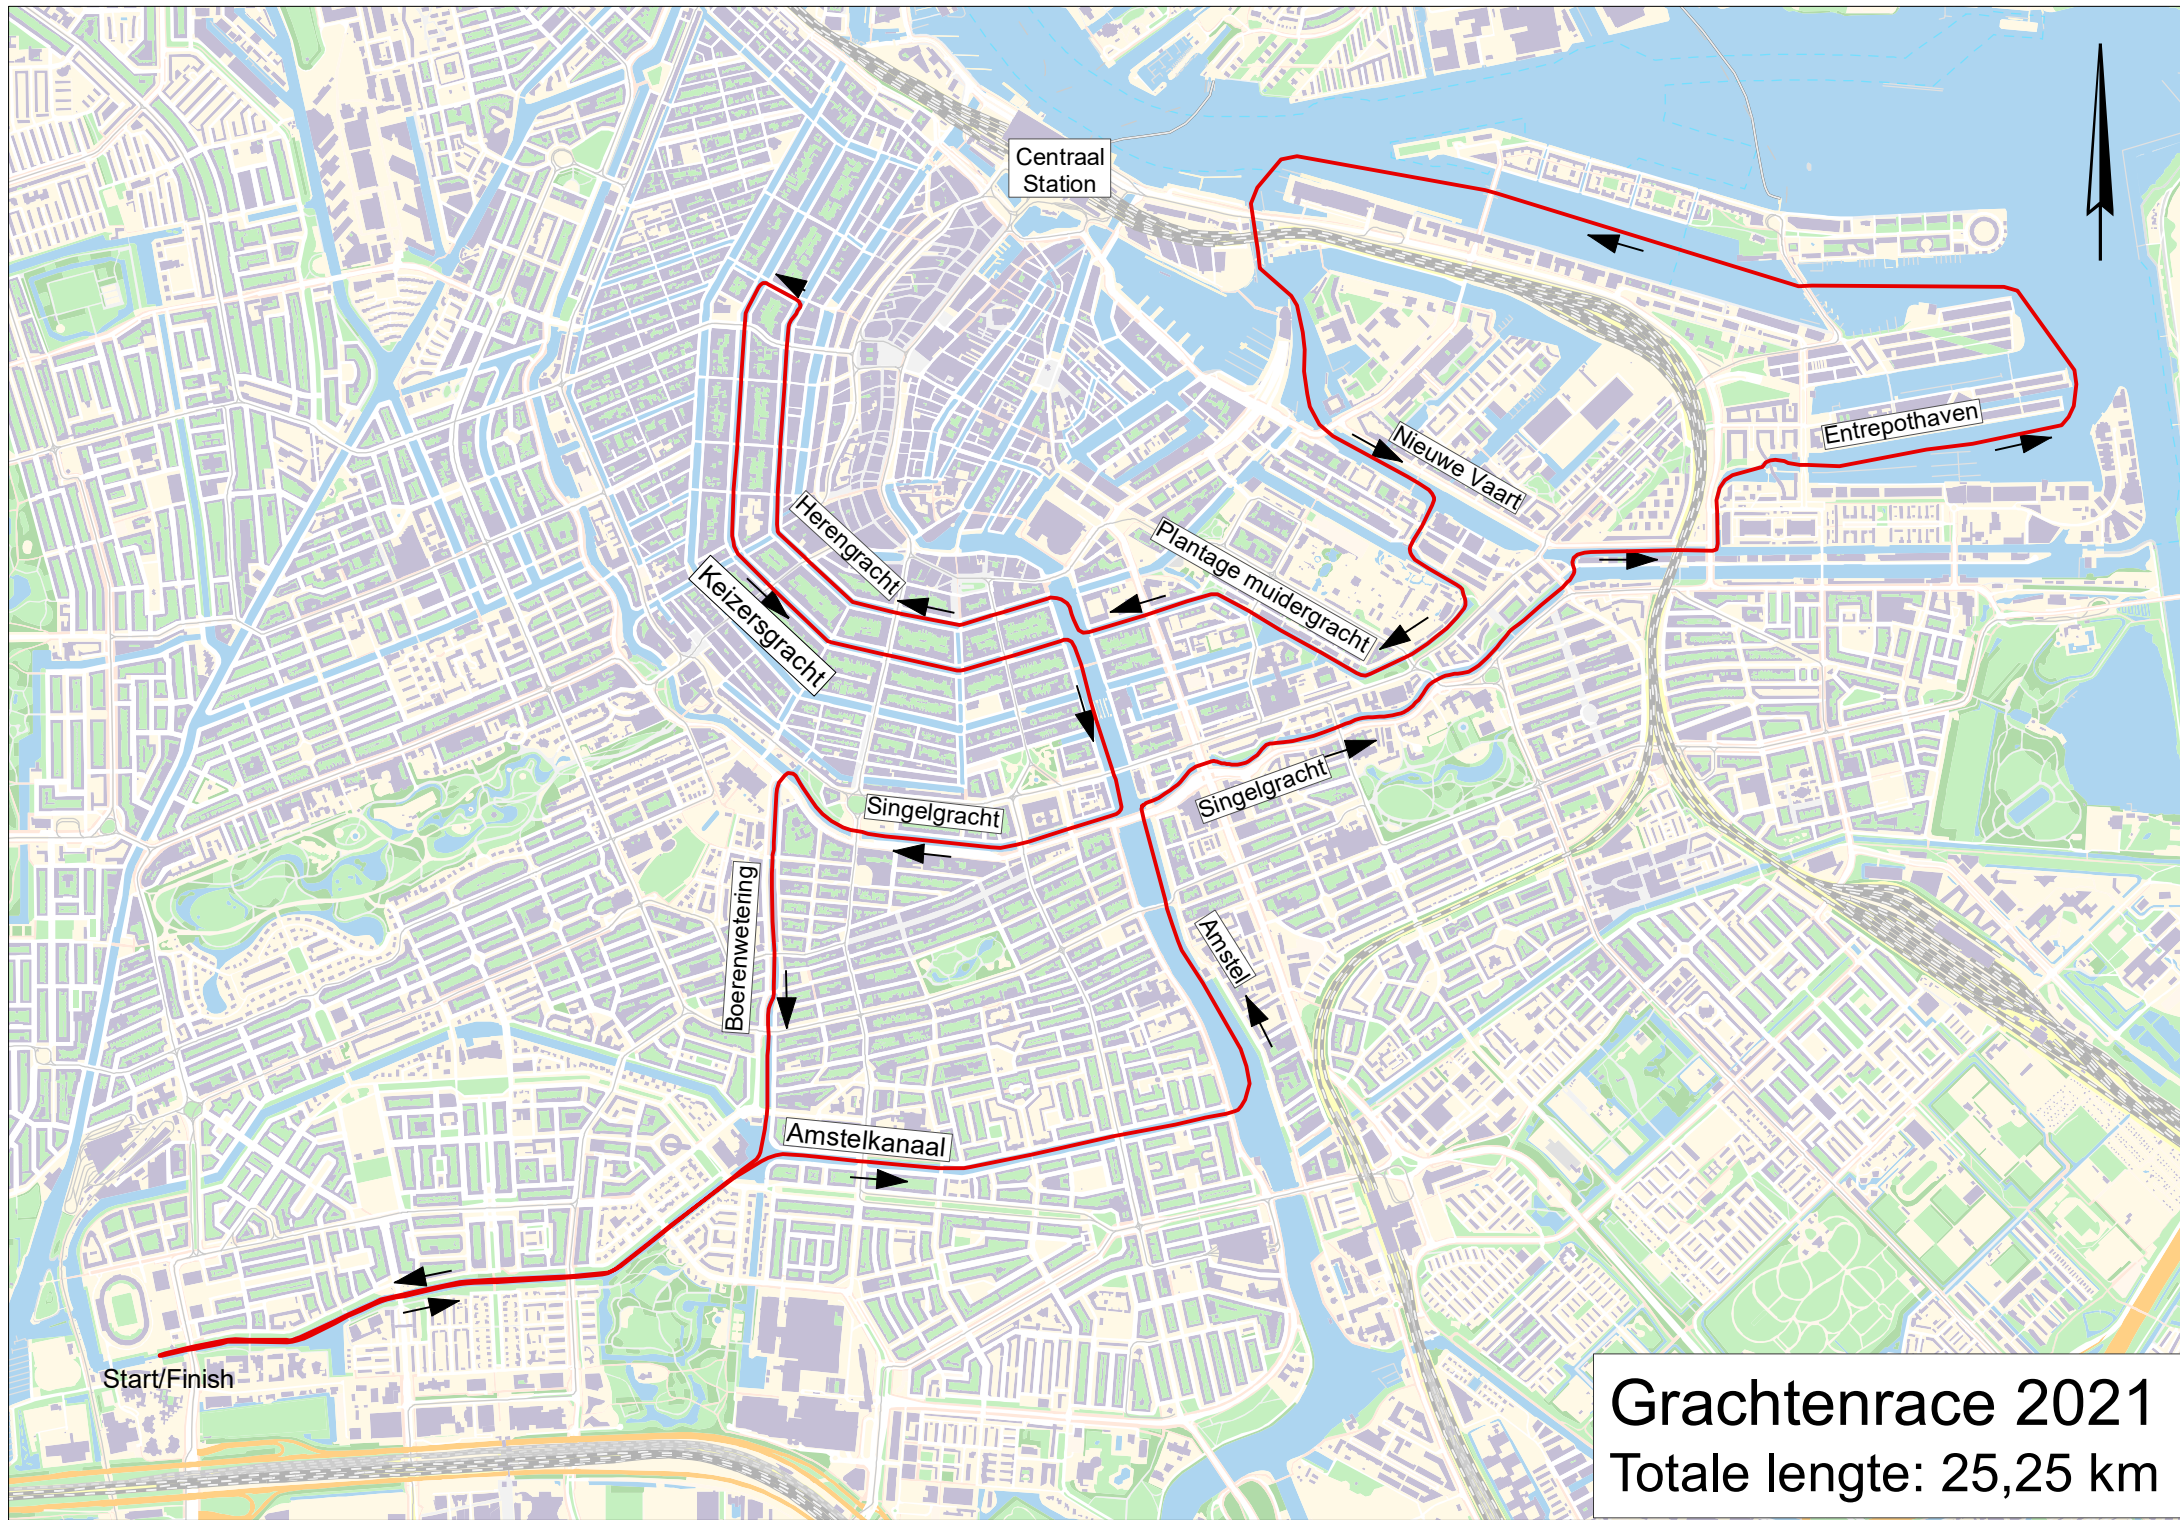 Centraal
Station
Entrepothaven
Nieuwe Vaart
Herengracht
Plantage muidergracht
Keizersgracht
Singelgracht
Singelgracht
Boerenwetering
Amstel
Amstelkanaal
Start/Finish
Grachtenrace 2021
Totale lengte: 25,25 km